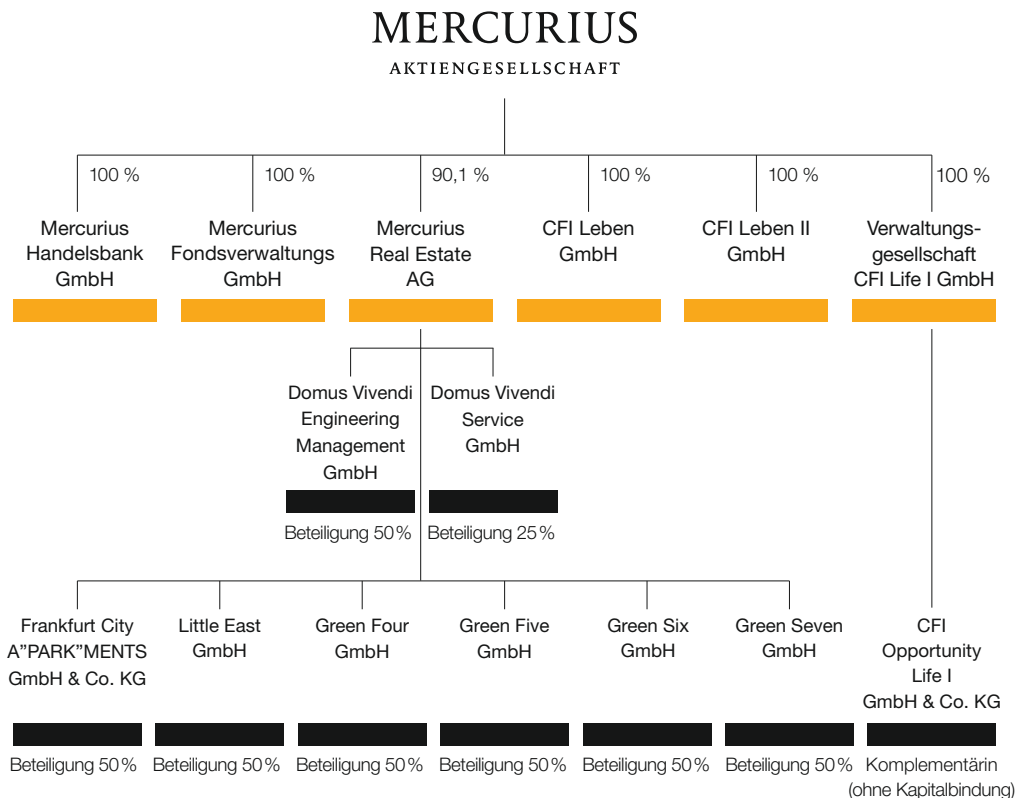 MERCURIUS
AKTIENGESELLSCHAFT
100 %
100 %
90,1 %
100 %
100 %
100 %
Mercurius
Handelsbank
GmbH
Mercurius
Fondsverwaltungs
GmbH
Mercurius
Real Estate
AG
CFI Leben
GmbH
CFI Leben II
GmbH
Verwaltungs-
gesellschaft
CFI Life I GmbH
Domus Vivendi
Engineering
Management
GmbH
Beteiligung 50 %
Domus Vivendi
Service
GmbH
Beteiligung 25 %
Frankfurt City
A”PARK”MENTS
GmbH & Co. KG
Beteiligung 50 %
Little East
GmbH
Beteiligung 50 %
Green Four
GmbH
Beteiligung 50 %
Green Five
GmbH
Beteiligung 50 %
Green Six
GmbH
Beteiligung 50 %
Green Seven
GmbH
Beteiligung 50 %
CFI
Opportunity
Life I
GmbH & Co. KG
Komplementärin
(ohne Kapitalbindung)